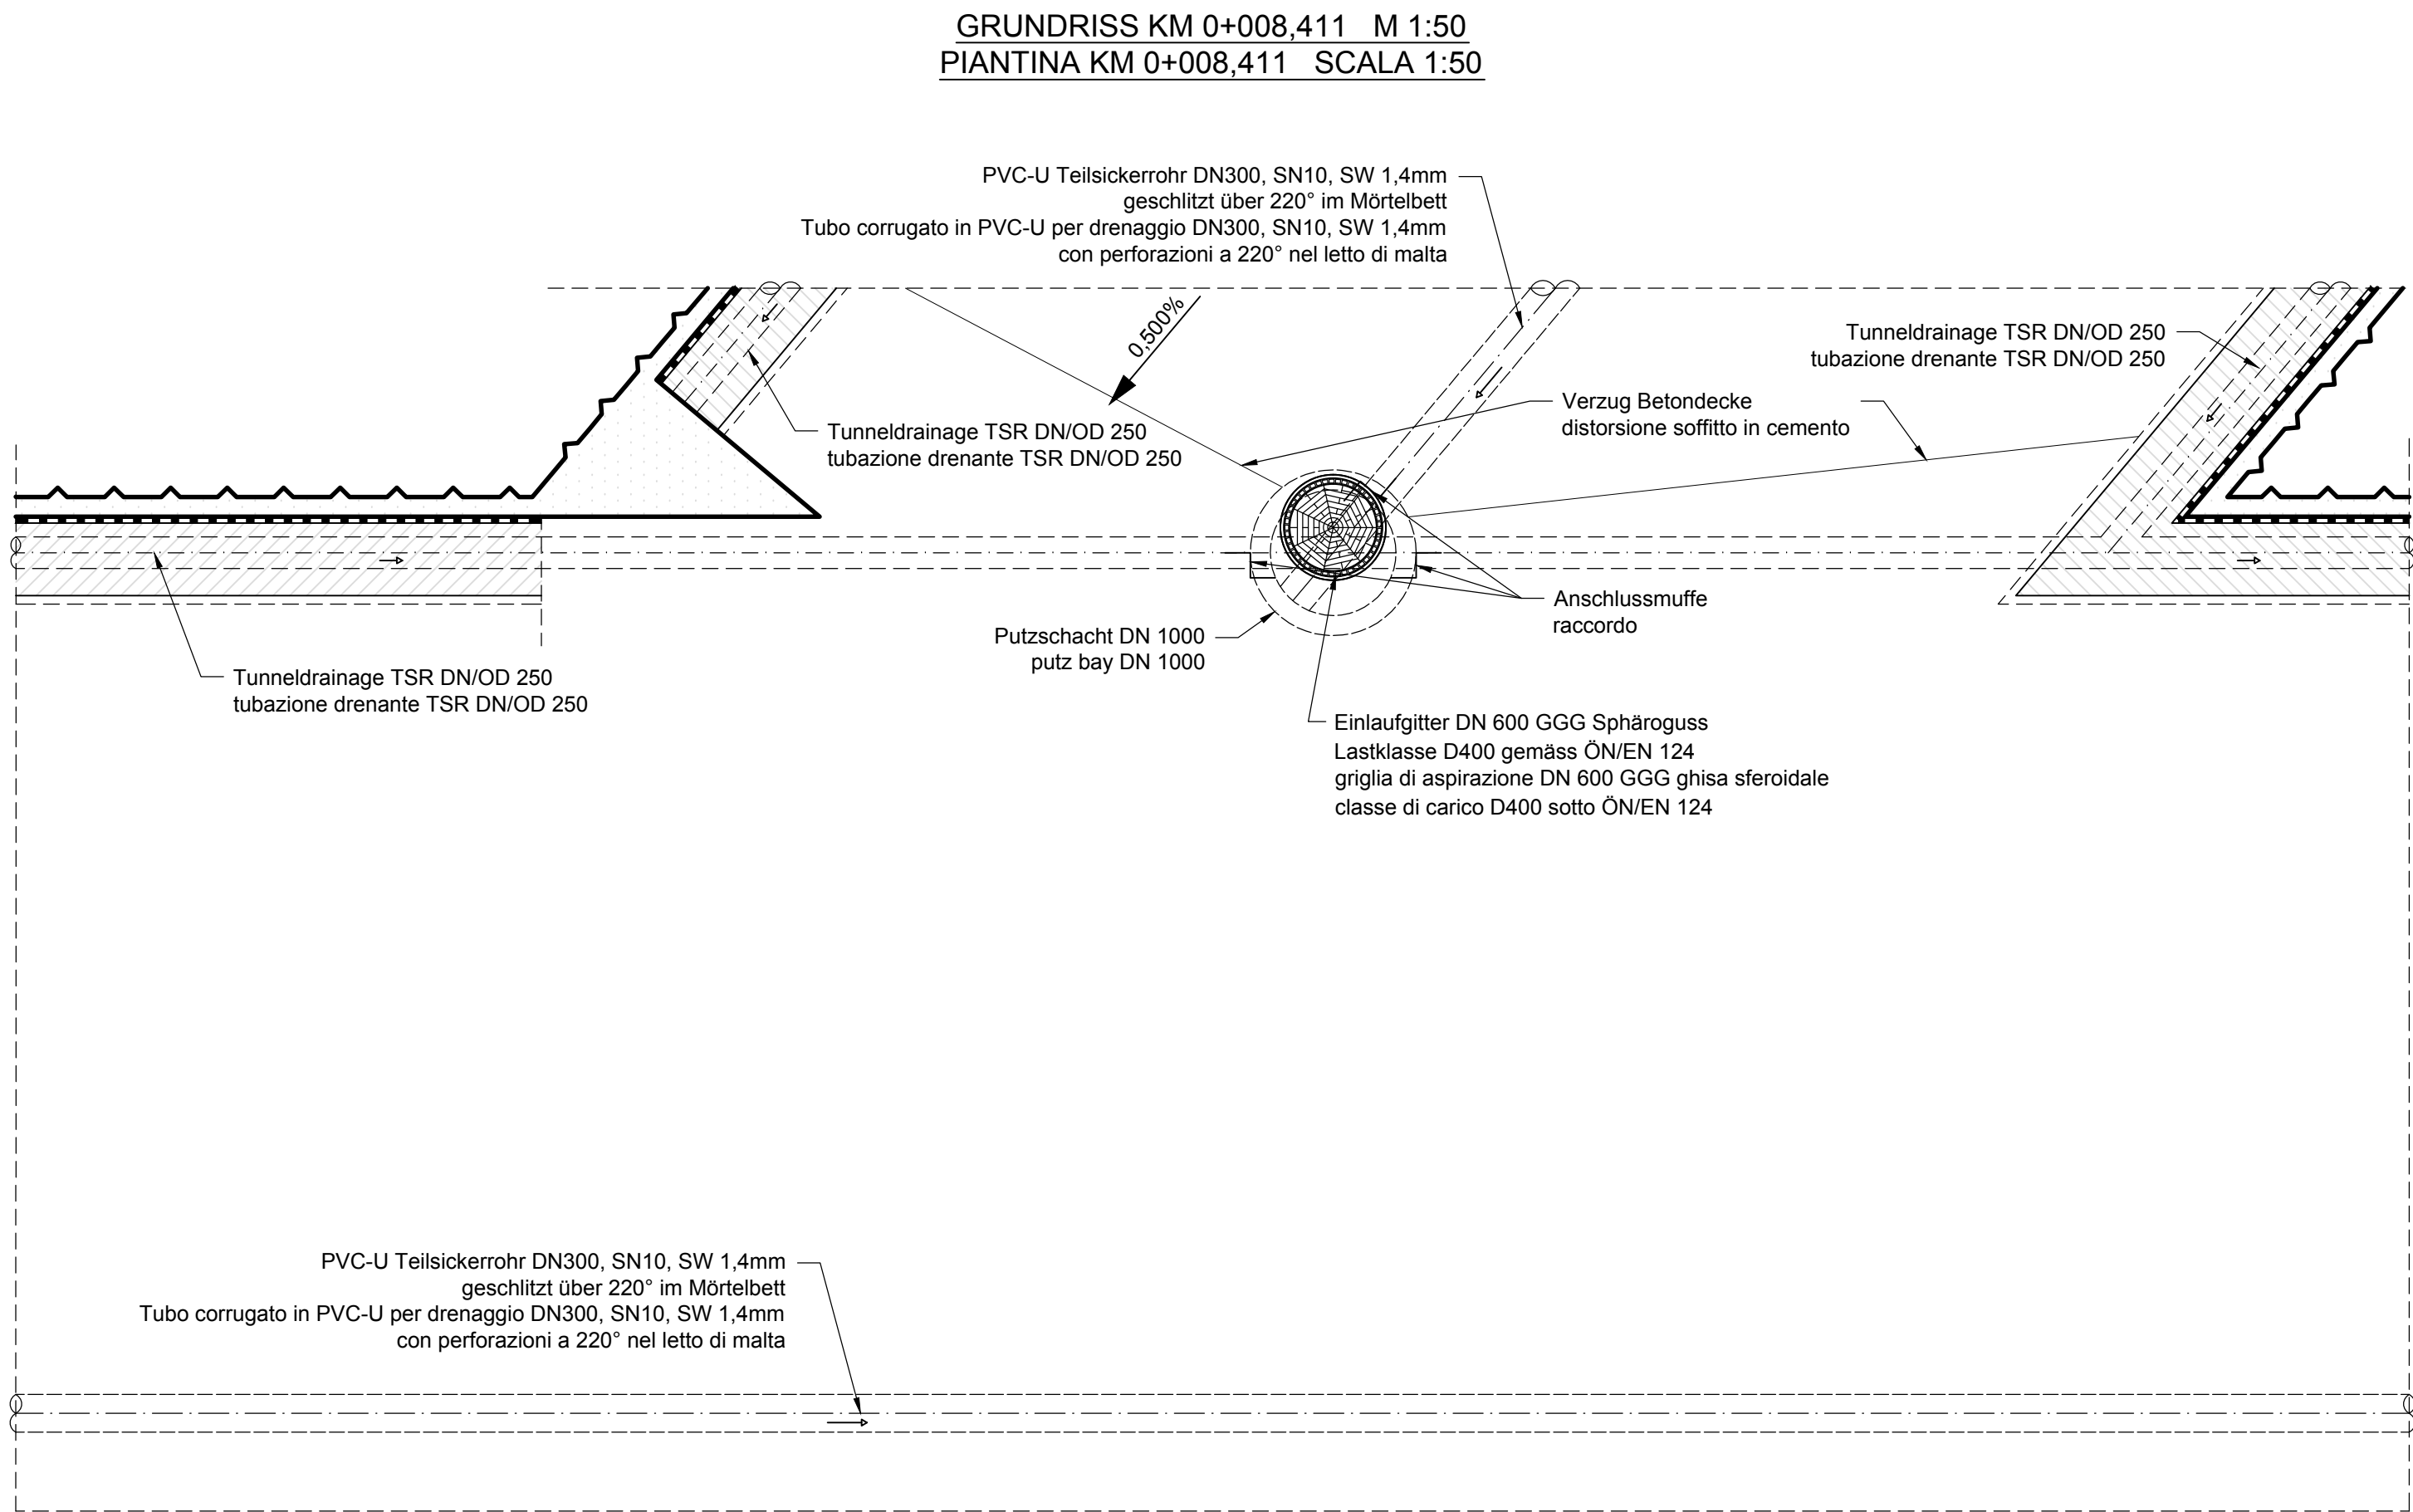 GRUNDRISS KM 0+008,411   M 1:50
PIANTINA KM 0+008,411   SCALA 1:50
PVC-U Teilsickerrohr DN300, SN10, SW 1,4mm
geschlitzt über 220° im Mörtelbett
Tubo corrugato in PVC-U per drenaggio DN300, SN10, SW 1,4mm
con perforazioni a 220° nel letto di malta
0,500%
Tunneldrainage TSR DN/OD 250
tubazione drenante TSR DN/OD 250
Verzug Betondecke
distorsione soffitto in cemento
Tunneldrainage TSR DN/OD 250
tubazione drenante TSR DN/OD 250
Anschlussmuffe
raccordo
Putzschacht DN 1000
putz bay DN 1000
Tunneldrainage TSR DN/OD 250
tubazione drenante TSR DN/OD 250
Einlaufgitter DN 600 GGG Sphäroguss
Lastklasse D400 gemäss ÖN/EN 124
griglia di aspirazione DN 600 GGG ghisa sferoidale
classe di carico D400 sotto ÖN/EN 124
PVC-U Teilsickerrohr DN300, SN10, SW 1,4mm
geschlitzt über 220° im Mörtelbett
Tubo corrugato in PVC-U per drenaggio DN300, SN10, SW 1,4mm
con perforazioni a 220° nel letto di malta